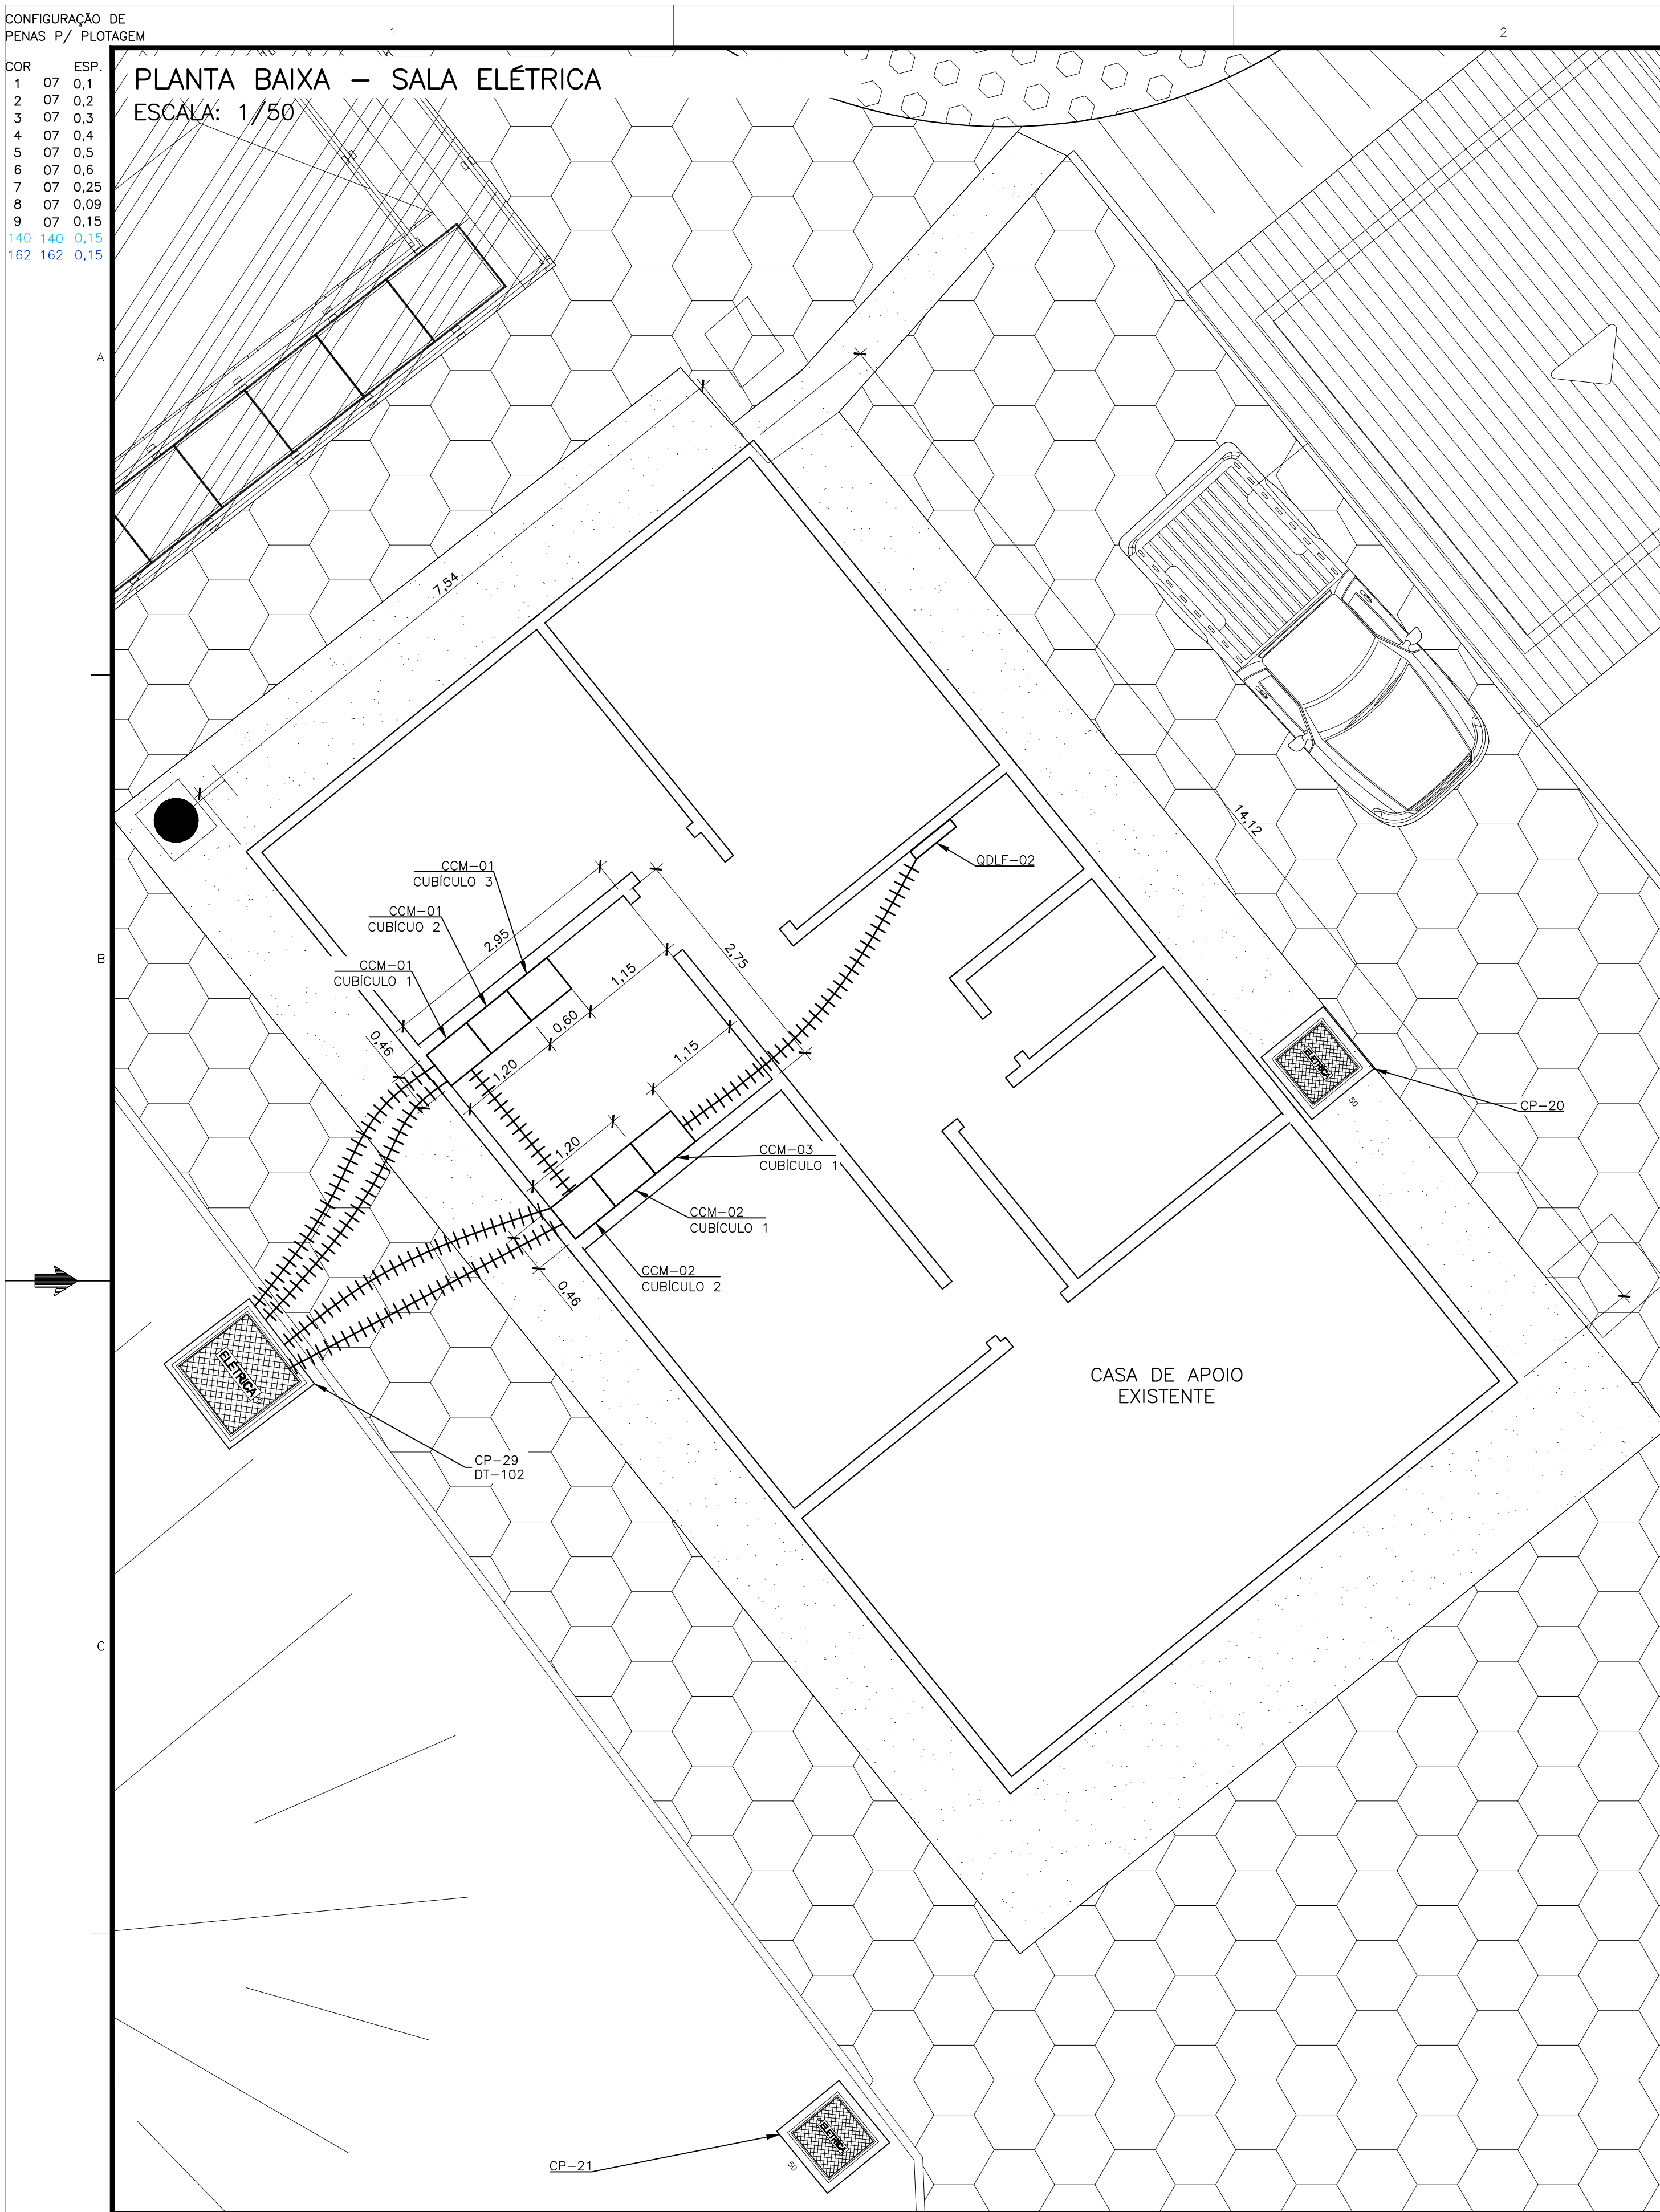 CONFIGURAÇÃO DE
PENAS P/ PLOTAGEM
1
2
COR ESP.
1 07 0,1
2 07 0,2
3 07 0,3
4 07 0,4
5 07 0,5
6 07 0,6
7 07 0,25
8 07 0,09
9 07 0,15
140 140 0,15
162 162 0,15
PLANTA BAIXA – SALA ELÉTRICA
ESCALA: 1/50
A
7,54
14,12
CCM-01
CUBÍCULO 3
QDLF-02
CCM-01
CUBÍCUO 2
2,95
2,75
B
CCM-01
CUBÍCULO 1
1,15
0,60
0,46
1,15
1,20
ELÉTRICA
50
CP-20
1,20
CCM-03
CUBÍCULO 1
CCM-02
CUBÍCULO 1
CCM-02
CUBÍCULO 2
0,46
ELÉTRICA
CASA DE APOIO
EXISTENTE
CP-29
DT-102
C
ELÉTRICA
50
CP-21